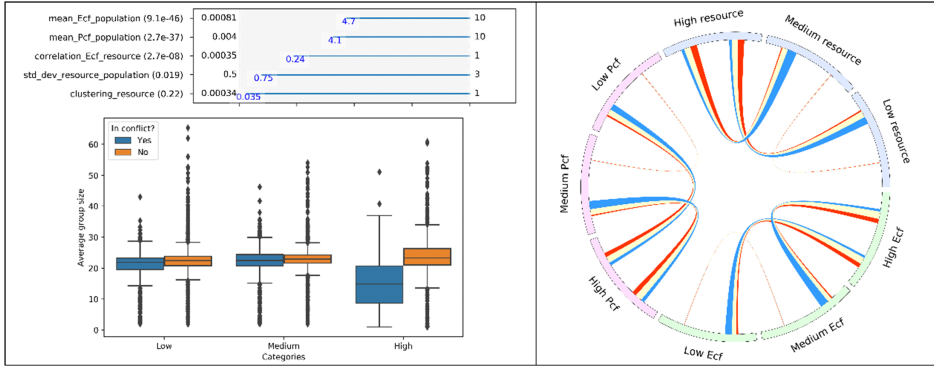 mean_Ecf_population (9.1e-46) 0.00081 4.7 10
mean_Pcf_population (2.7e-37) 0.004 4.1 10
correlation_Ecf_resource (2.7e-08) 0.00035 0.24 1
std_dev_resource_population (0.019) 0.5 0.75 3
clustering_resource (0.22) 0.00034 0.035 1
In conflict?
Yes
No
Average group size
60
50
40
30
20
10
0
Low Medium High
Categories
High resource
Medium resource
Low resource
High Ecf
Medium Ecf
Low Ecf
High Pcf
Medium Pcf
Low Pcf